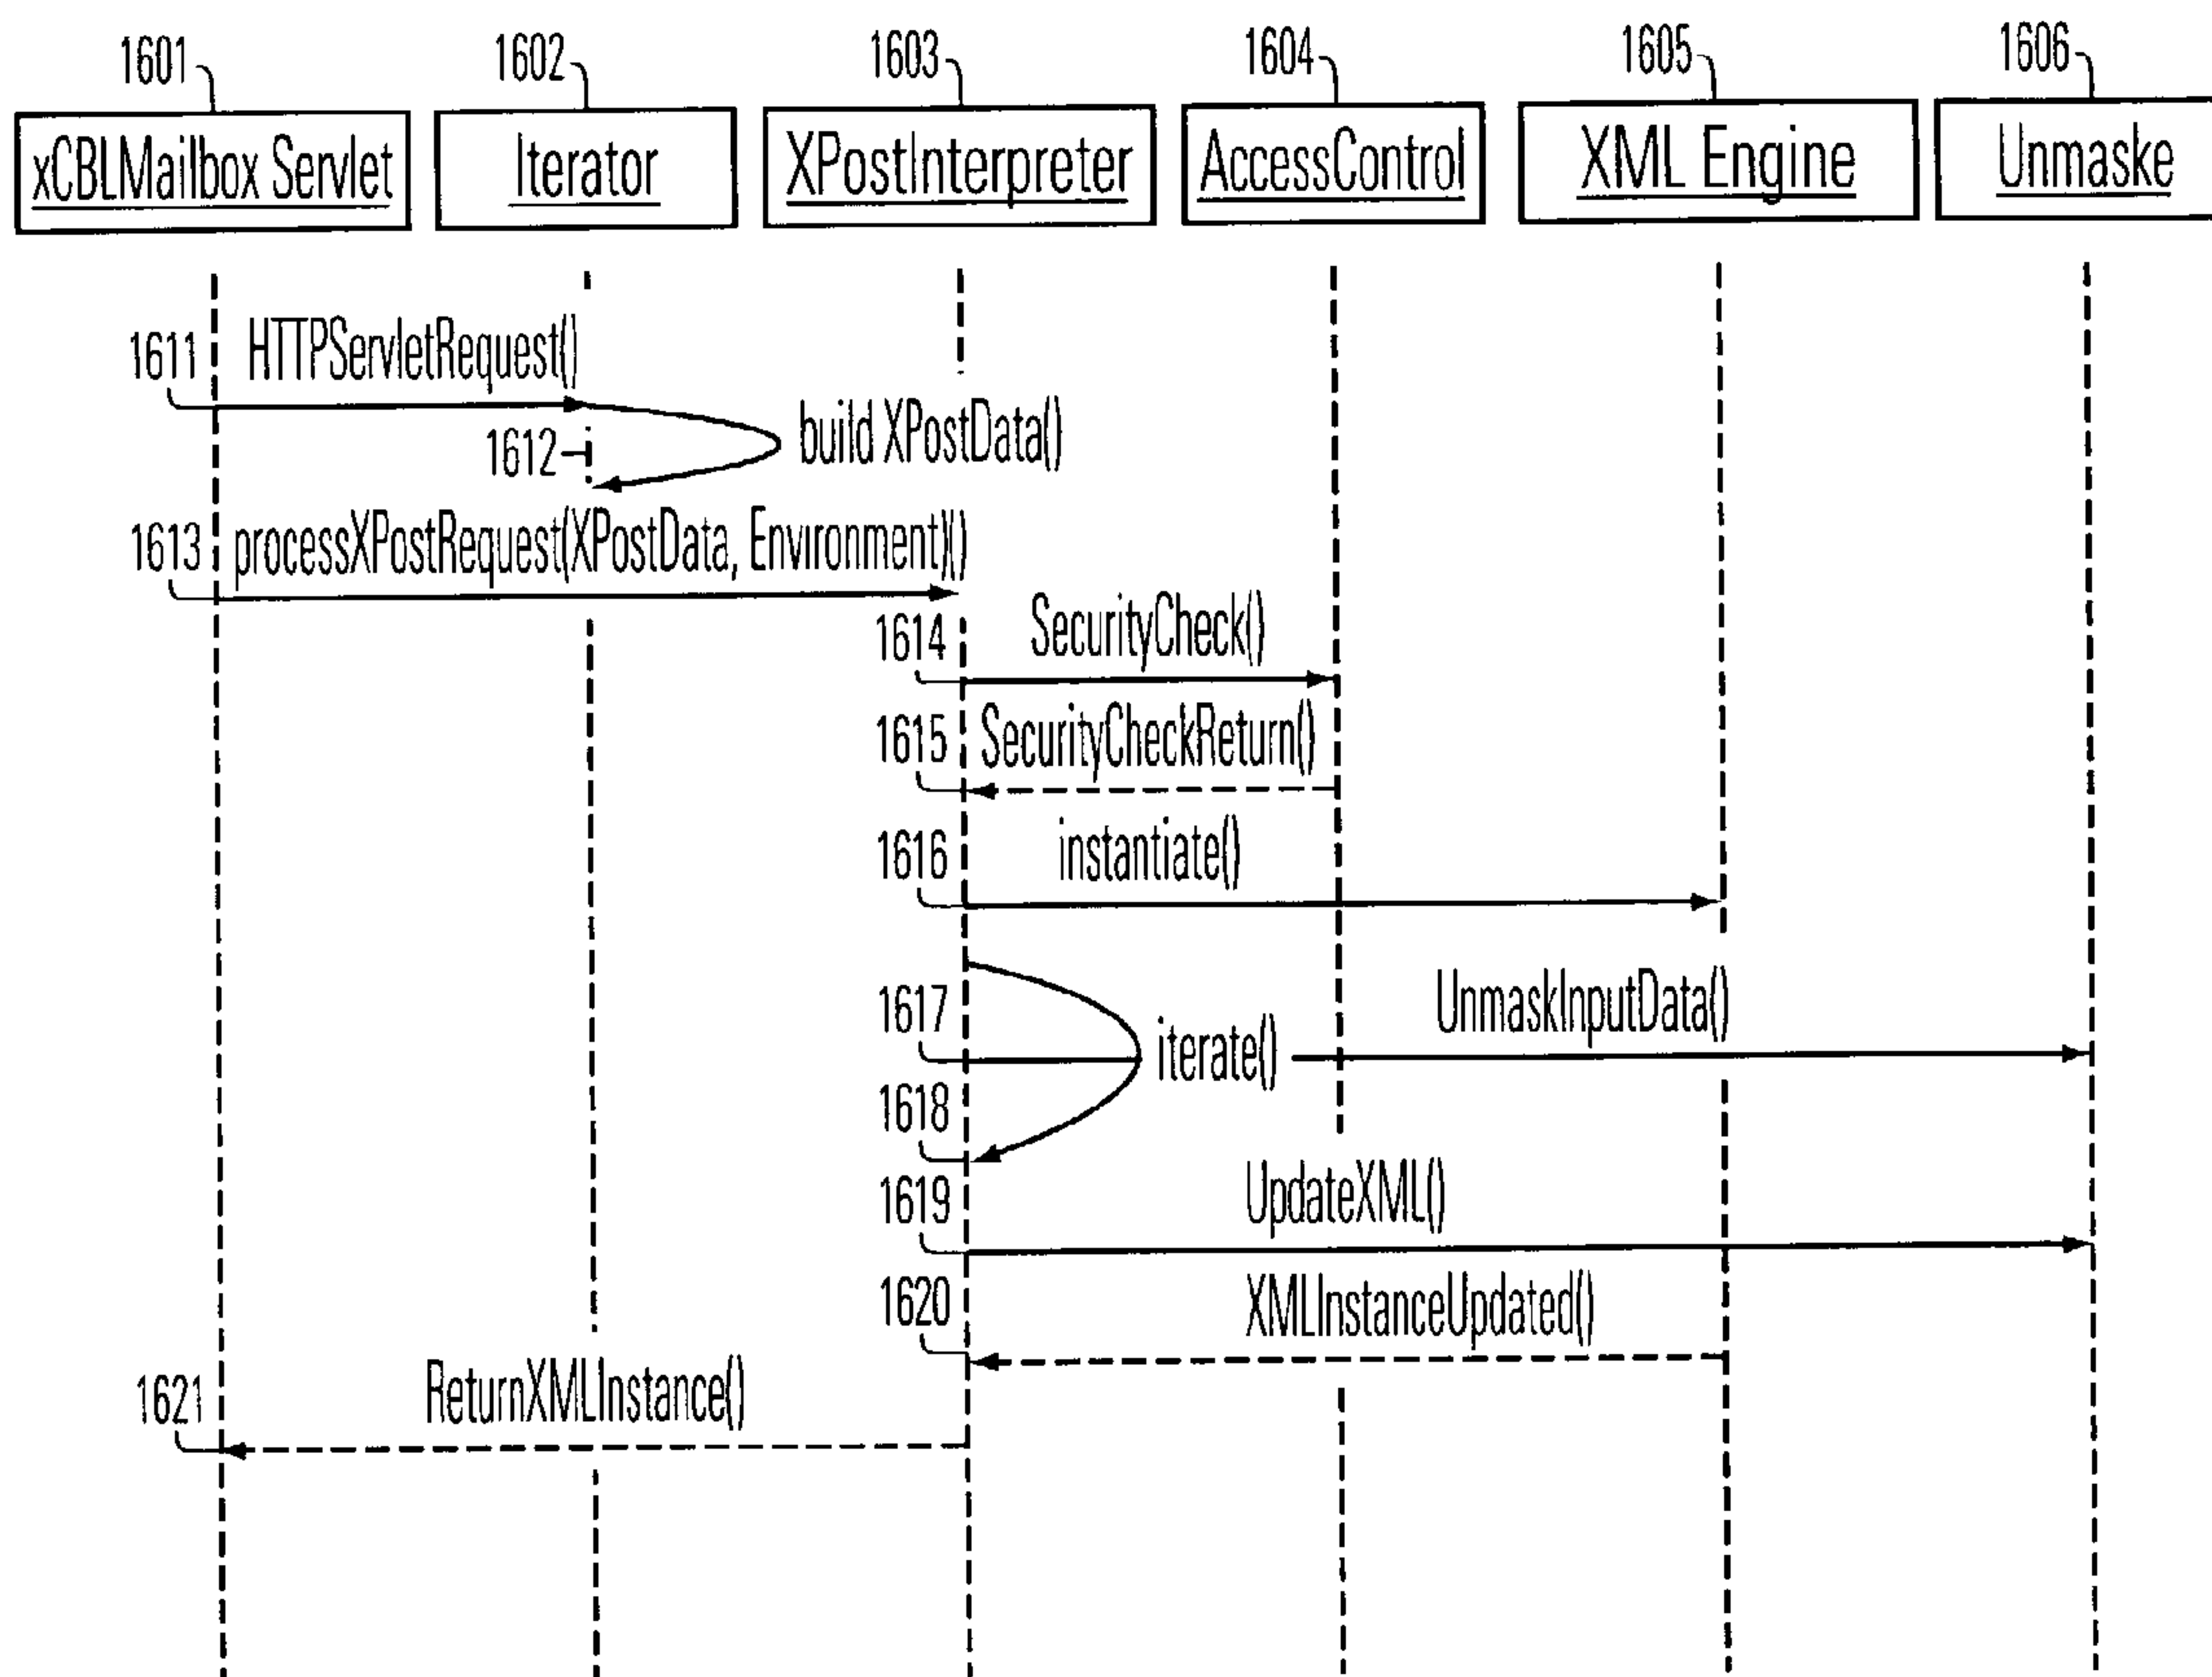 1601
1602
1603
1604
1605
1606
xCBLMailbox Servlet
Iterator
XPostInterpreter
AccessControl
XML Engine
Unmaske
1611
HTTPServletRequest()
1612
build XPostData()
1613
processXPostRequest(XPostData, Environment)()
1614
SecurityCheck()
1615
SecurityCheckReturn()
1616
instantiate()
1617
iterate()
UnmaskInputData()
1618
1619
UpdateXML()
1620
XMLInstanceUpdated()
1621
ReturnXMLInstance()